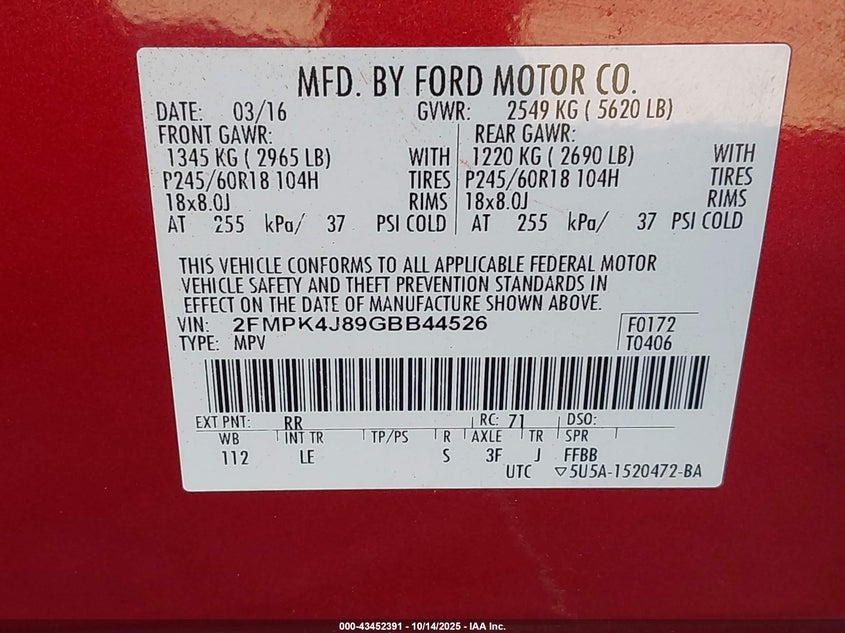 MFD. BY FORD MOTOR CO.
DATE: 03/16 GVWR: 2549 KG ( 5620 LB)
FRONT GAWR: REAR GAWR:
1345 KG ( 2965 LB) WITH 1220 KG ( 2690 LB) WITH
P245/60R18 104H TIRES P245/60R18 104H TIRES
18x8.0J RIMS 18x8.0J RIMS
AT 255 kPa/ 37 PSI COLD AT 255 kPa/ 37 PSI COLD
THIS VEHICLE CONFORMS TO ALL APPLICABLE FEDERAL MOTOR
VEHICLE SAFETY AND THEFT PREVENTION STANDARDS IN
EFFECT ON THE DATE OF MANUFACTURE SHOWN ABOVE.
VIN: 2FMPK4J89GBB44526 F0172
TYPE: MPV T0406
EXT PNT: RR RC: 71 DSO:
WB INT TR TP/PS R AXLE TR SPR
112 LE S 3F J FFBB
UTC ▽5U5A-1520472-BA
000-43452391 - 10/14/2025 - IAA Inc.